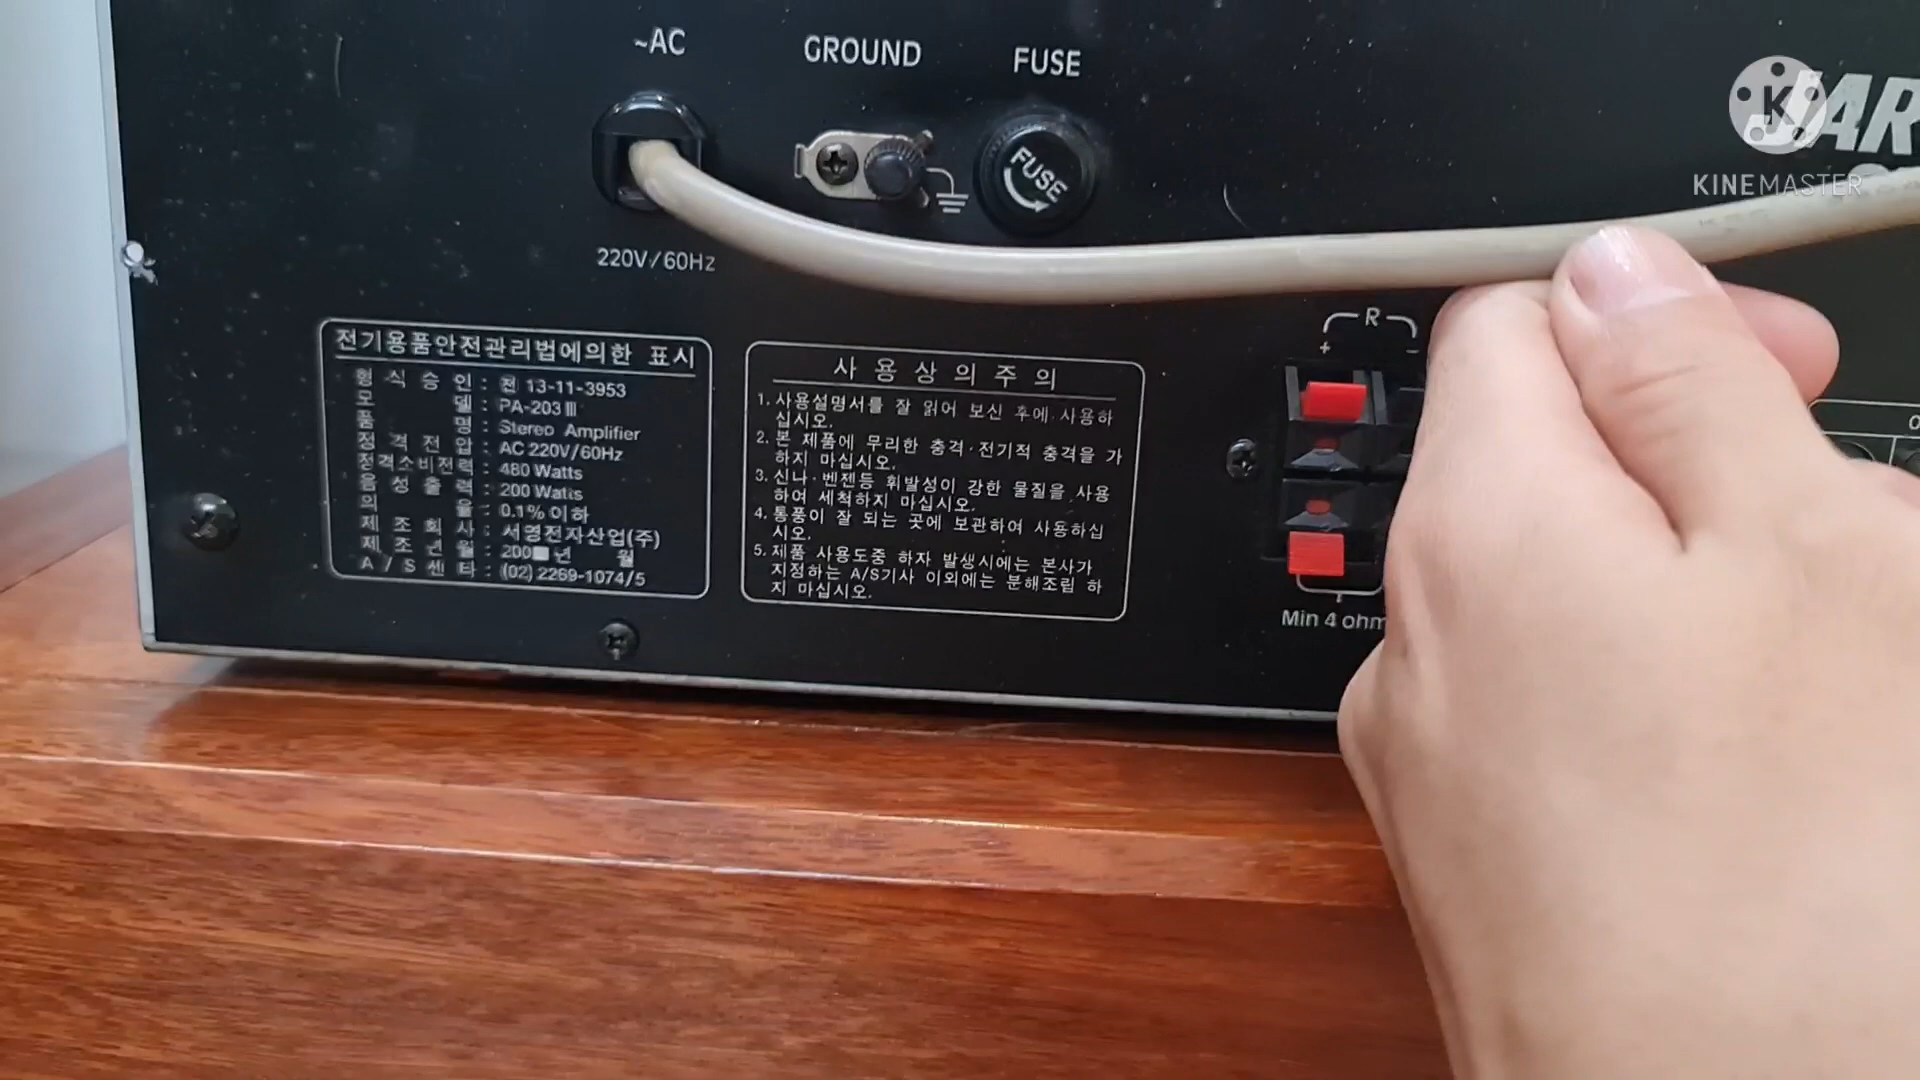 ~AC
GROUND
FUSE
FUSE
220V/60Hz
KINEMASTER
전기용품안전관리법에의한 표시
형식승인 : 전 13-11-3953
모델 : PA-203Ⅲ
품명 : Stereo Amplifier
정격전압 : AC 220V/60Hz
정격소비전력 : 480 Watts
음성출력 : 200 Watts
의율 : 0.1% 이하
제조회사 : 서영전자산업(주)
제조년월 : 200■년 월
A/S센타 : (02) 2269-1074/5
사용상의주의
1. 사용설명서를 잘 읽어 보신 후에 사용하
십시오.
2. 본 제품에 무리한 충격·전기적 충격을 가
하지 마십시오.
3. 신나·벤젠등 휘발성이 강한 물질을 사용
하여 세척하지 마십시오.
4. 통풍이 잘 되는 곳에 보관하여 사용하십
시오.
5. 제품 사용도중 하자 발생시에는 본사가
지정하는 A/S기사 이외에는 분해조립 하
지 마십시오.
R
+ −
Min 4 ohm